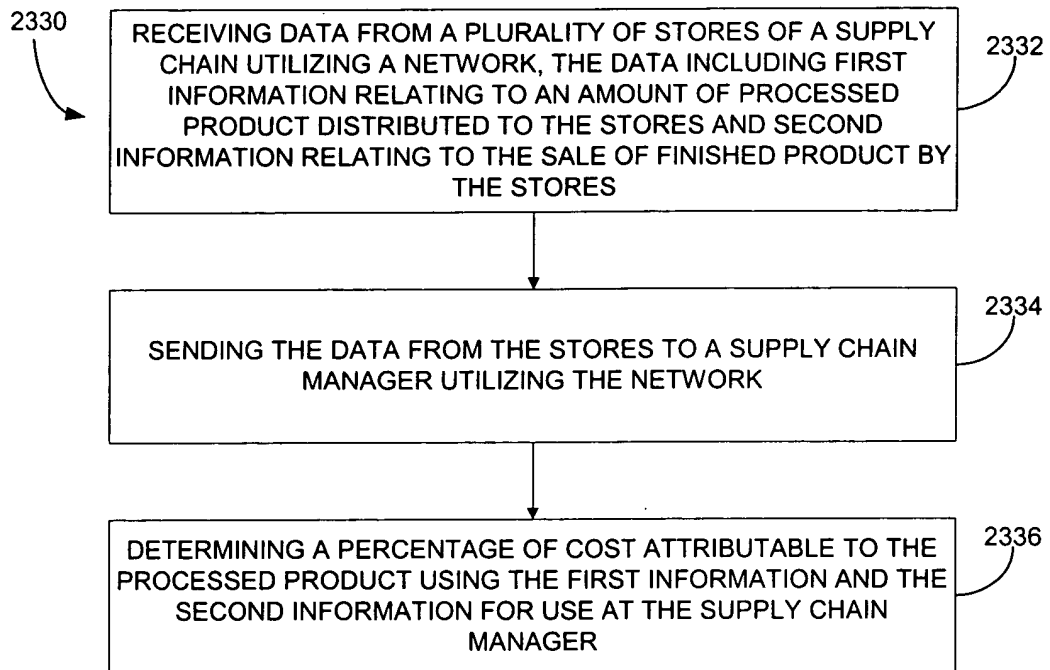 2330
RECEIVING DATA FROM A PLURALITY OF STORES OF A SUPPLY
CHAIN UTILIZING A NETWORK, THE DATA INCLUDING FIRST
INFORMATION RELATING TO AN AMOUNT OF PROCESSED
PRODUCT DISTRIBUTED TO THE STORES AND SECOND
INFORMATION RELATING TO THE SALE OF FINISHED PRODUCT BY
THE STORES
2332
SENDING THE DATA FROM THE STORES TO A SUPPLY CHAIN
MANAGER UTILIZING THE NETWORK
2334
DETERMINING A PERCENTAGE OF COST ATTRIBUTABLE TO THE
PROCESSED PRODUCT USING THE FIRST INFORMATION AND THE
SECOND INFORMATION FOR USE AT THE SUPPLY CHAIN
MANAGER
2336